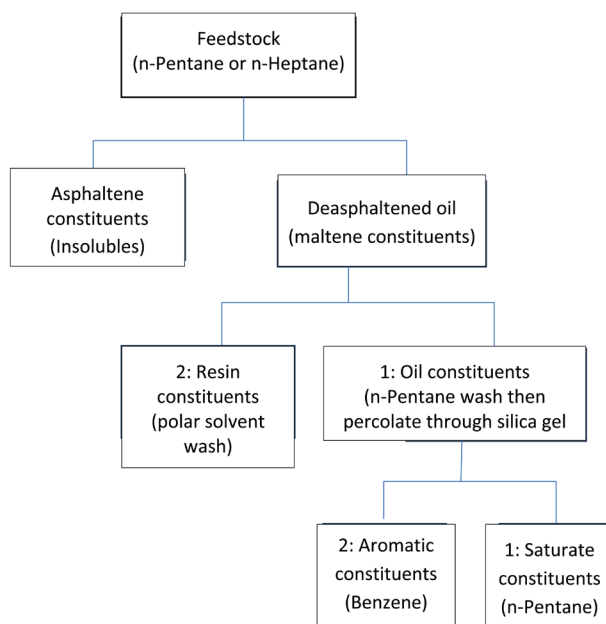 Feedstock
(n-Pentane or n-Heptane)
Asphaltene
constituents
(Insolubles)
Deasphaltened oil
(maltene constituents)
2: Resin
constituents
(polar solvent
wash)
1: Oil constituents
(n-Pentane wash then
percolate through silica gel
2: Aromatic
constituents
(Benzene)
1: Saturate
constituents
(n-Pentane)